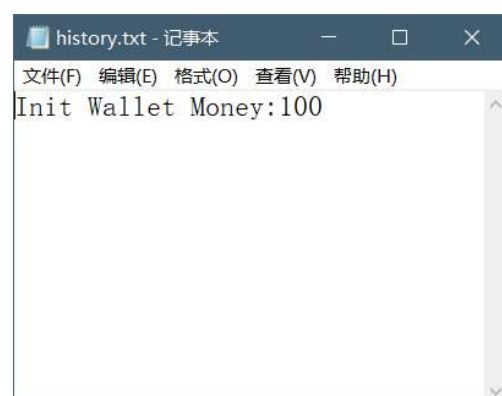 history.txt - 记事本
文件(F) 编辑(E) 格式(O) 查看(V) 帮助(H)
Init Wallet Money:100